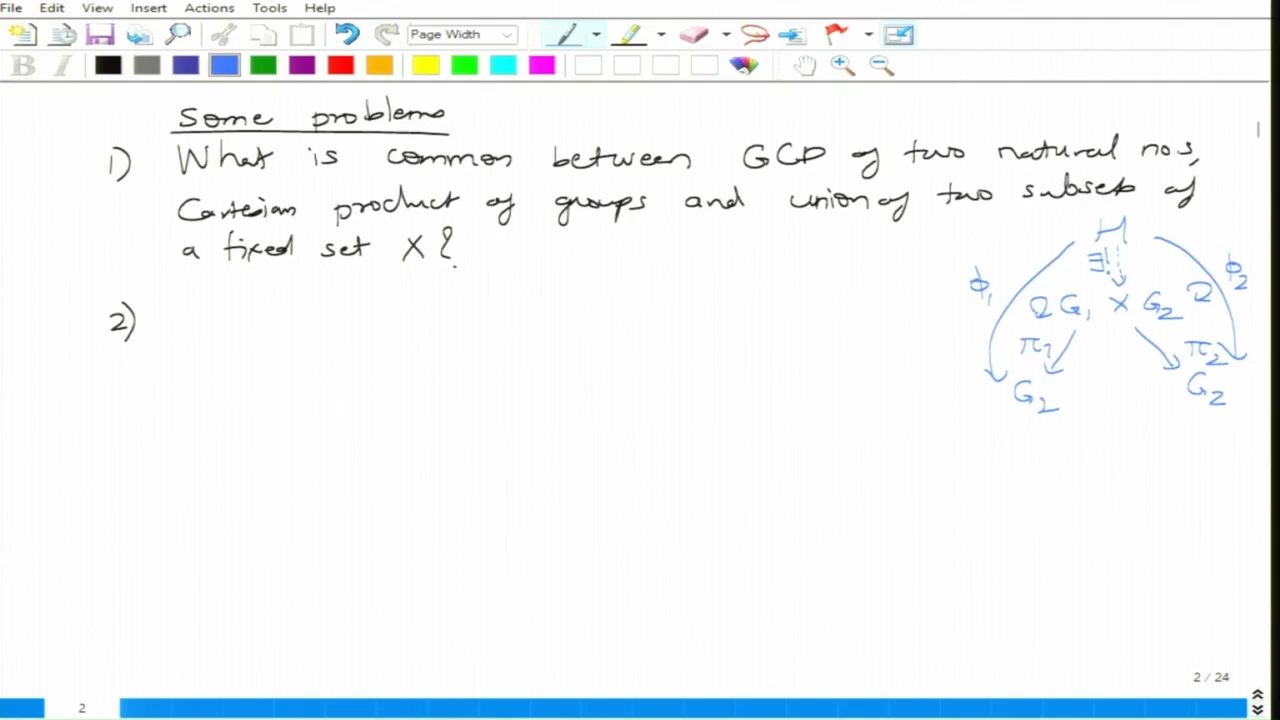 File Edit View Insert Actions Tools Help
Page Width
B I
Some problems
1) What is common between GCD of two natural nos,
Cartesian product of groups and union of two subsets of
a fixed set X?
H
∃!
ϕ1 ϕ2
G1 × G2
π1 π2
G2 G2
2)
2 / 24
2